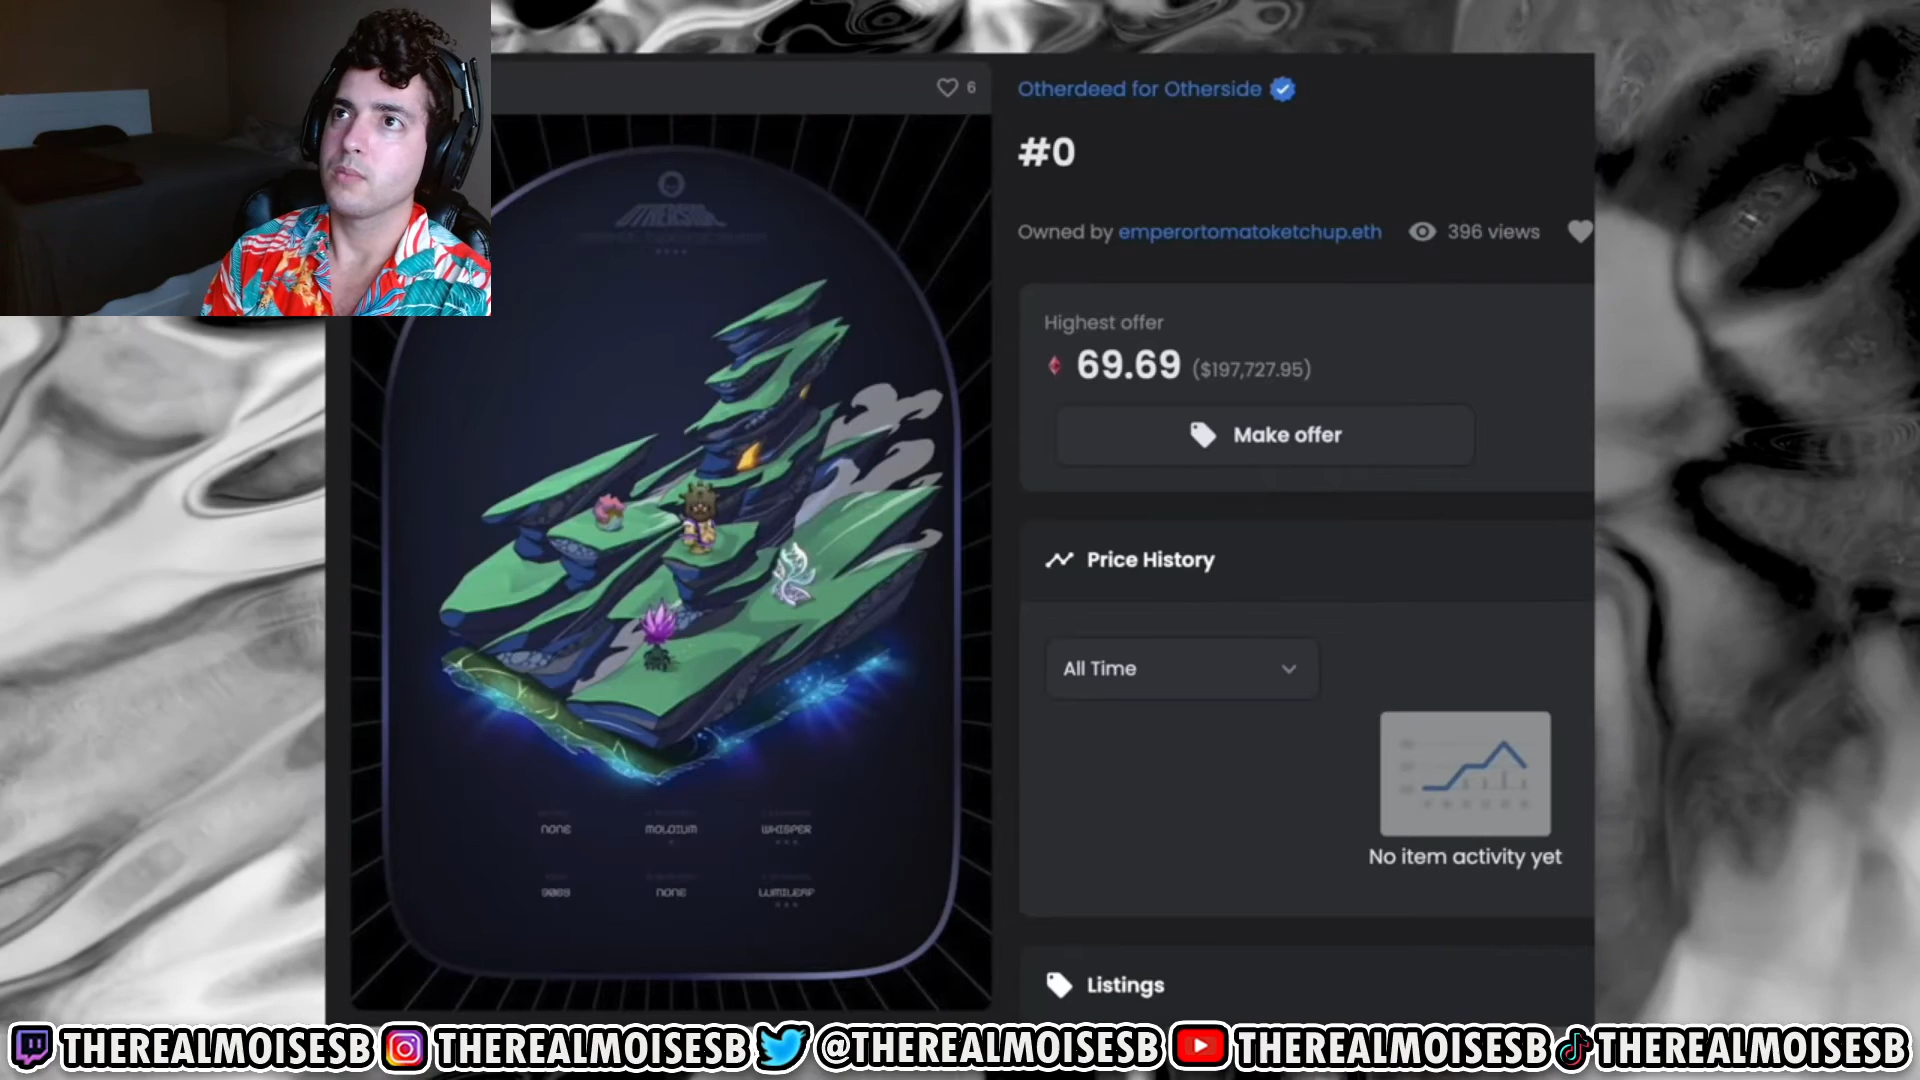 6
Otherdeed for Otherside
#0
Owned by emperortomatoketchup.eth 396 views
Highest offer
69.69 ($197,727.95)
Make offer
Price History
All Time
No item activity yet
Listings
OTHERSIDE
NONE MOLDIUM WHISPER
NONE LUMILEAF
THEREALMOISESB THEREALMOISESB @THEREALMOISESB THEREALMOISESB THEREALMOISESB